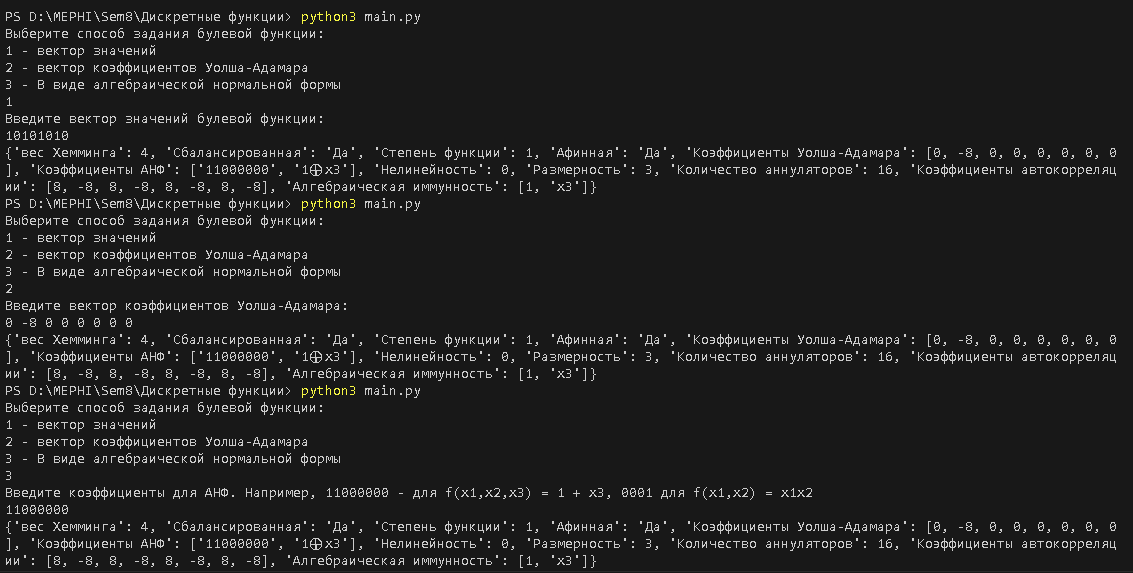 PS D:\MEPHI\Sem8\Дискретные функции> python3 main.py
Выберите способ задания булевой функции:
1 - вектор значений
2 - вектор коэффициентов Уолша-Адамара
3 - В виде алгебраической нормальной формы
1
Введите вектор значений булевой функции:
10101010
{'вес Хемминга': 4, 'Сбалансированная': 'Да', 'Степень функции': 1, 'Афинная': 'Да', 'Коэффициенты Уолша-Адамара': [0, -8, 0, 0, 0, 0, 0, 0
], 'Коэффициенты АНФ': ['11000000', '1⊕x3'], 'Нелинейность': 0, 'Размерность': 3, 'Количество аннуляторов': 16, 'Коэффициенты автокорреляц
ии': [8, -8, 8, -8, 8, -8, 8, -8], 'Алгебраическая иммунность': [1, 'x3']}
PS D:\MEPHI\Sem8\Дискретные функции> python3 main.py
Выберите способ задания булевой функции:
1 - вектор значений
2 - вектор коэффициентов Уолша-Адамара
3 - В виде алгебраической нормальной формы
2
Введите вектор коэффициентов Уолша-Адамара:
0 -8 0 0 0 0 0 0
{'вес Хемминга': 4, 'Сбалансированная': 'Да', 'Степень функции': 1, 'Афинная': 'Да', 'Коэффициенты Уолша-Адамара': [0, -8, 0, 0, 0, 0, 0, 0
], 'Коэффициенты АНФ': ['11000000', '1⊕x3'], 'Нелинейность': 0, 'Размерность': 3, 'Количество аннуляторов': 16, 'Коэффициенты автокорреляц
ии': [8, -8, 8, -8, 8, -8, 8, -8], 'Алгебраическая иммунность': [1, 'x3']}
PS D:\MEPHI\Sem8\Дискретные функции> python3 main.py
Выберите способ задания булевой функции:
1 - вектор значений
2 - вектор коэффициентов Уолша-Адамара
3 - В виде алгебраической нормальной формы
3
Введите коэффициенты для АНФ. Например, 11000000 - для f(x1,x2,x3) = 1 + x3, 0001 для f(x1,x2) = x1x2
11000000
{'вес Хемминга': 4, 'Сбалансированная': 'Да', 'Степень функции': 1, 'Афинная': 'Да', 'Коэффициенты Уолша-Адамара': [0, -8, 0, 0, 0, 0, 0, 0
], 'Коэффициенты АНФ': ['11000000', '1⊕x3'], 'Нелинейность': 0, 'Размерность': 3, 'Количество аннуляторов': 16, 'Коэффициенты автокорреляц
ии': [8, -8, 8, -8, 8, -8, 8, -8], 'Алгебраическая иммунность': [1, 'x3']}